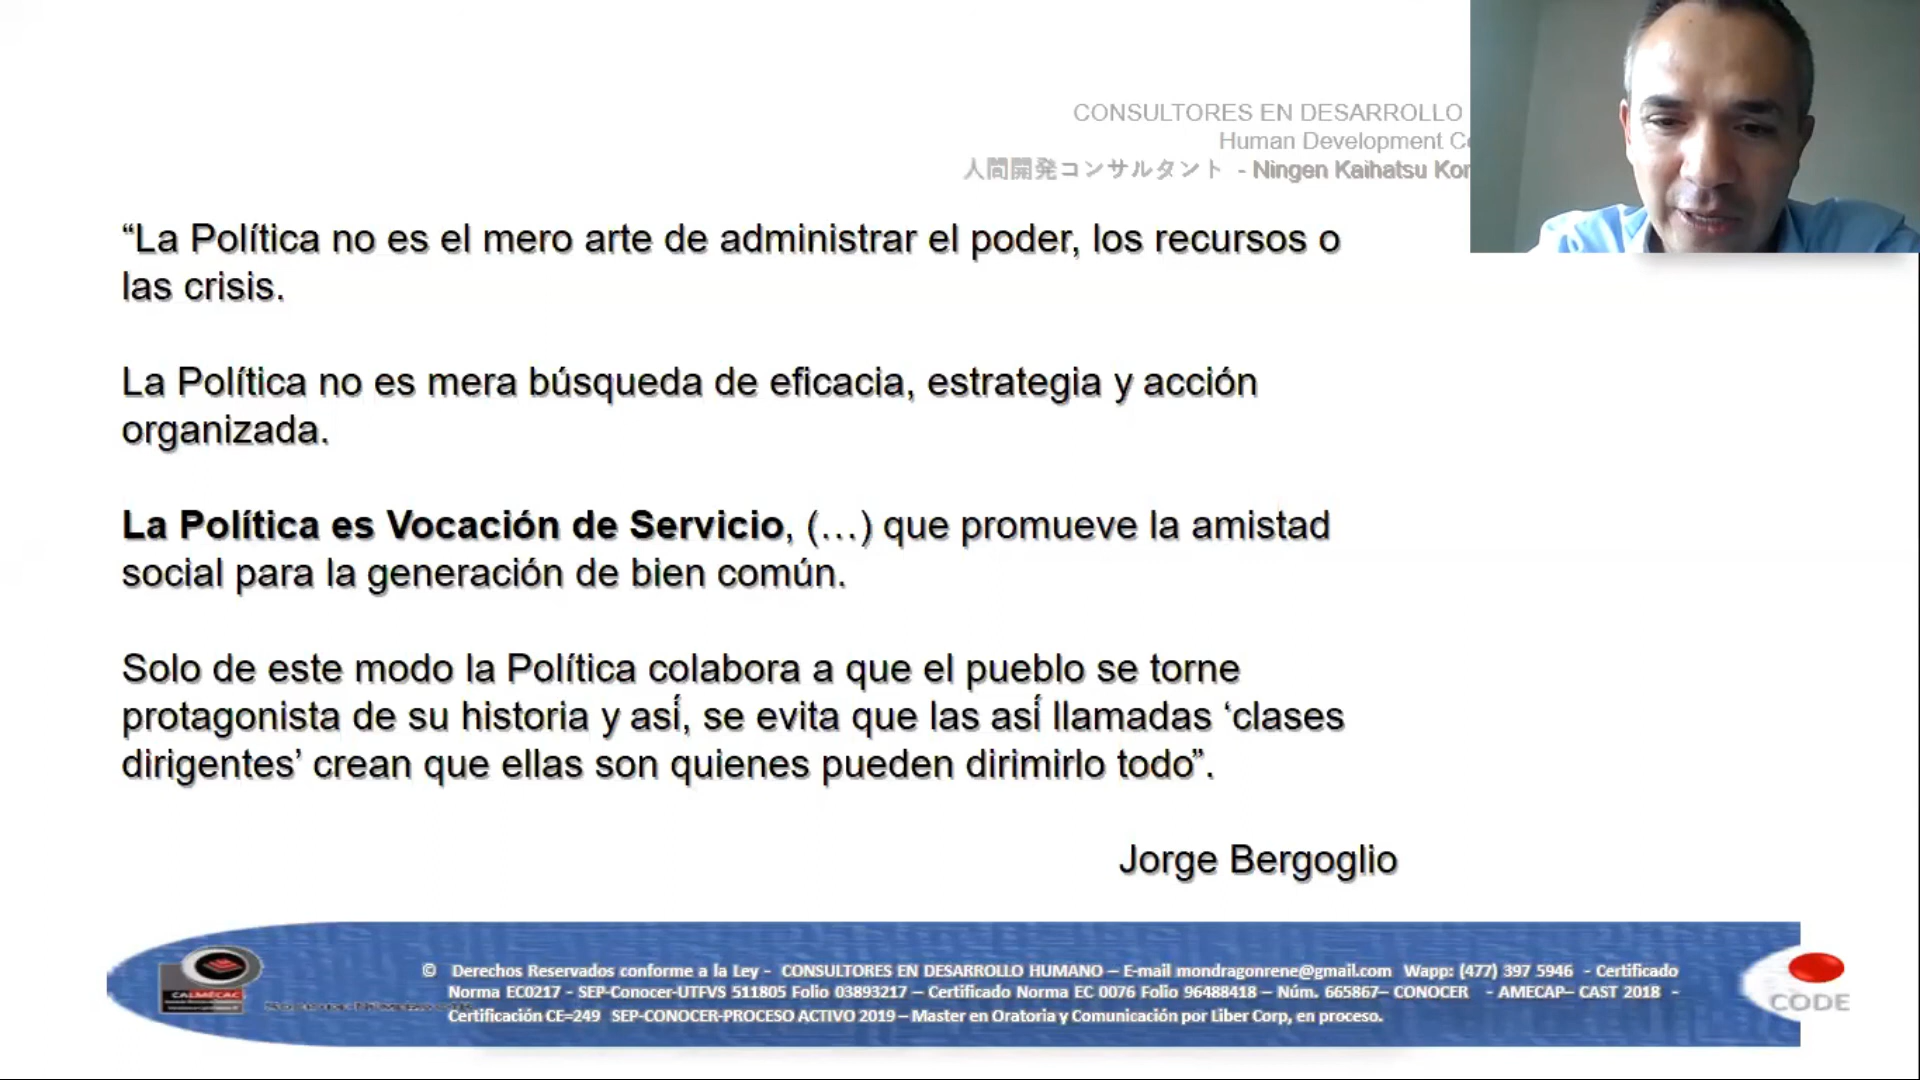 CONSULTORES EN DESARROLLO
Human Development
人間開発コンサルタント - Ningen Kaihatsu
“La Política no es el mero arte de administrar el poder, los recursos o
las crisis.
La Política no es mera búsqueda de eficacia, estrategia y acción
organizada.
La Política es Vocación de Servicio, (…) que promueve la amistad
social para la generación de bien común.
Solo de este modo la Política colabora a que el pueblo se torne
protagonista de su historia y así, se evita que las así llamadas ‘clases
dirigentes’ crean que ellas son quienes pueden dirimirlo todo”.
Jorge Bergoglio
© Derechos Reservados conforme a la Ley - CONSULTORES EN DESARROLLO HUMANO – E-mail mondragonrene@gmail.com Wapp: (477) 397 5946 - Certificado
Norma EC0217 - SEP-Conocer-UTFVS 511805 Folio 03893217 – Certificado Norma EC 0076 Folio 96488418 – Núm. 665867– CONOCER - AMECAP– CAST 2018 -
Certificación CE=249 SEP-CONOCER-PROCESO ACTIVO 2019 – Master en Oratoria y Comunicación por Liber Corp, en proceso.
CALMÉCAC
CODE